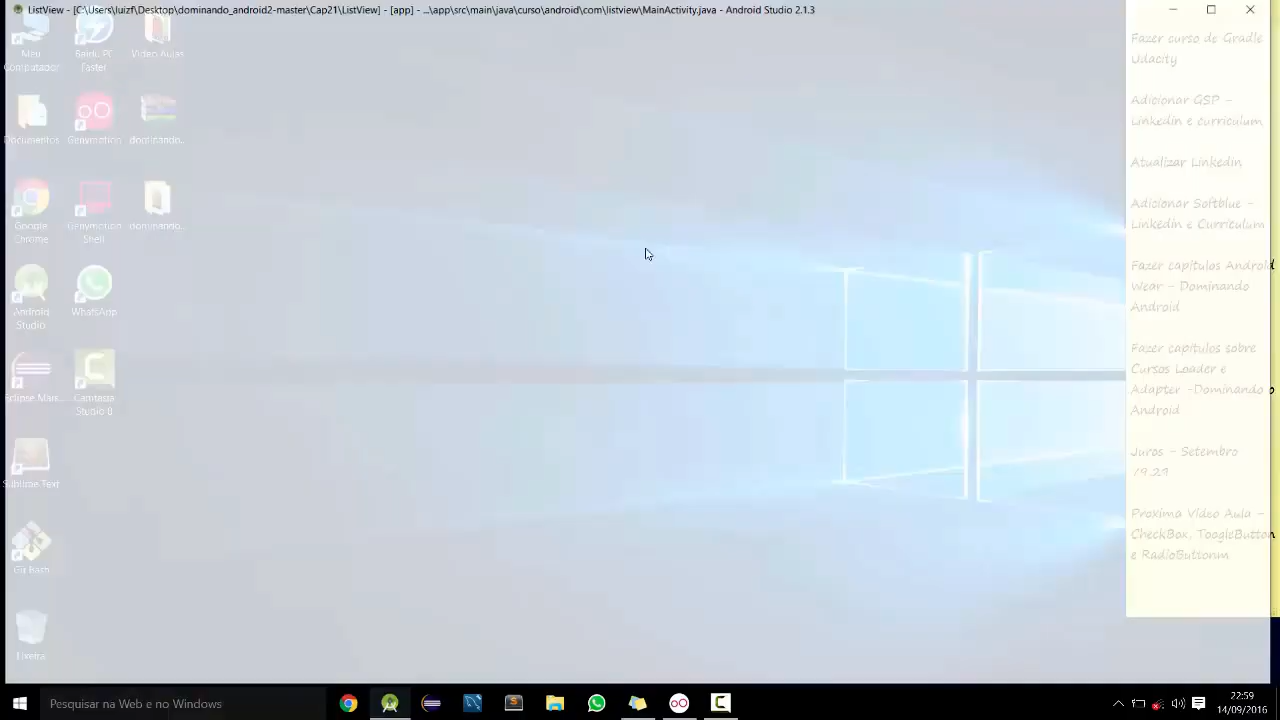 ListView - [C:\Users\luizf\Desktop\dominando_android2-master\Cap21\ListView] - [app] - ...\app\src\main\java\curso\android\com\listview\MainActivity.java - Android Studio 2.1.3
Meu
Computador
Baidu PC
Faster
Video Aulas
Documentos
Genymotion
dominando...
Google
Chrome
Genymotion
Shell
dominando...
Android
Studio
WhatsApp
Eclipse Mars...
Camtasia
Studio 8
Sublime Text
Git Bash
Lixeira
Fazer curso de Gradle
Udacity
Adicionar GSP -
Linkedin e curriculum
Atualizar Linkedin
Adicionar Softblue -
Linkedin e Curriculum
Fazer capitulos Android
Wear - Dominando
Android
Fazer capítulos sobre
Cursos Loader e
Adapter -Dominando
Android
Juros - Setembro
19.29
Proxima Vídeo Aula -
CheckBox, ToogleButton
e RadioButtonm
Pesquisar na Web e no Windows
22:59
14/09/2016